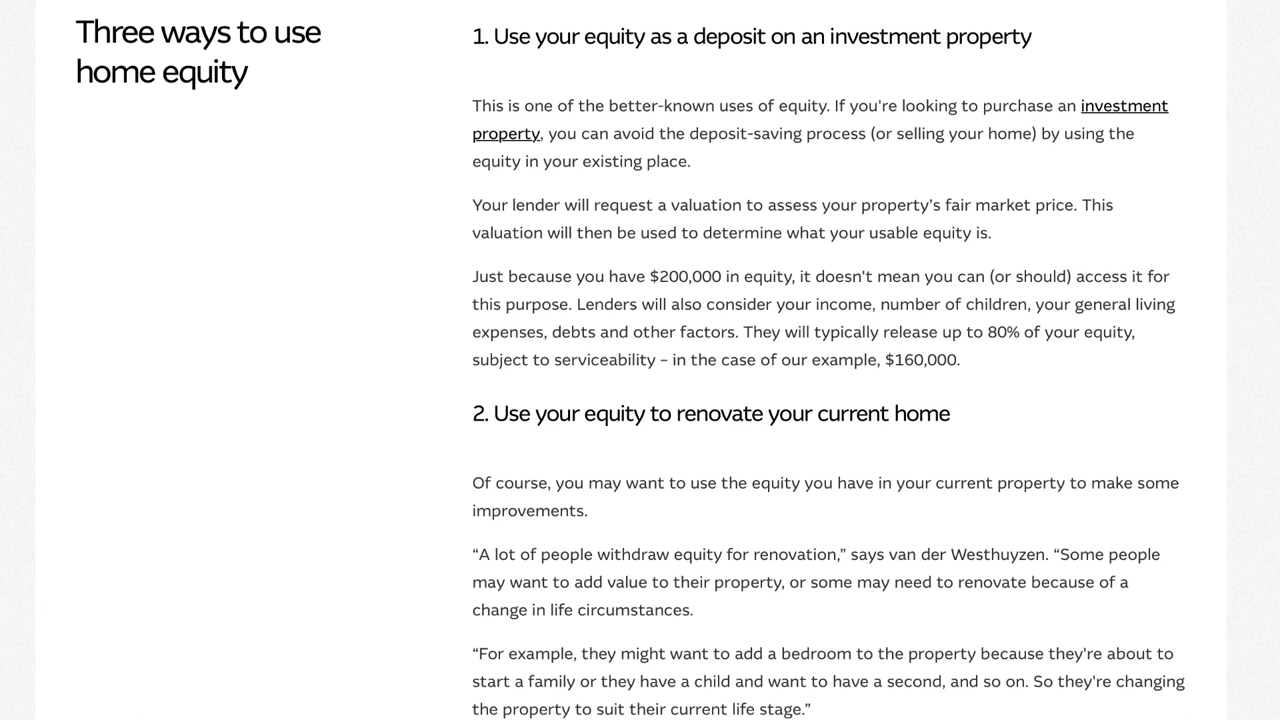 Three ways to use
home equity
1. Use your equity as a deposit on an investment property
This is one of the better-known uses of equity. If you're looking to purchase an investment
property, you can avoid the deposit-saving process (or selling your home) by using the
equity in your existing place.
Your lender will request a valuation to assess your property’s fair market price. This
valuation will then be used to determine what your usable equity is.
Just because you have $200,000 in equity, it doesn't mean you can (or should) access it for
this purpose. Lenders will also consider your income, number of children, your general living
expenses, debts and other factors. They will typically release up to 80% of your equity,
subject to serviceability – in the case of our example, $160,000.
2. Use your equity to renovate your current home
Of course, you may want to use the equity you have in your current property to make some
improvements.
“A lot of people withdraw equity for renovation,” says van der Westhuyzen. “Some people
may want to add value to their property, or some may need to renovate because of a
change in life circumstances.
“For example, they might want to add a bedroom to the property because they're about to
start a family or they have a child and want to have a second, and so on. So they're changing
the property to suit their current life stage.”